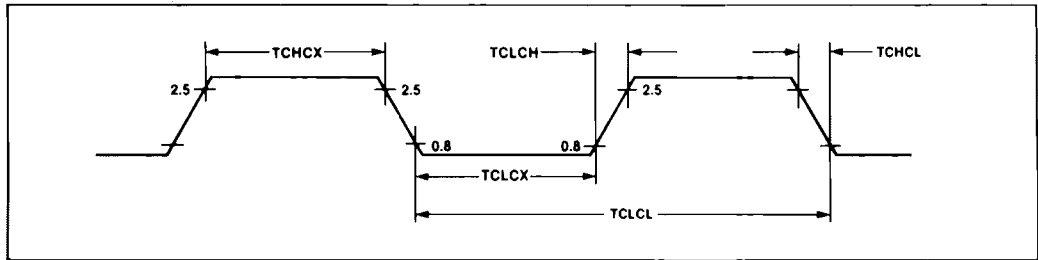 TCHCX TCLCH TCHCL
2.5 2.5 2.5
0.8 0.8
TCLCX
TCLCL